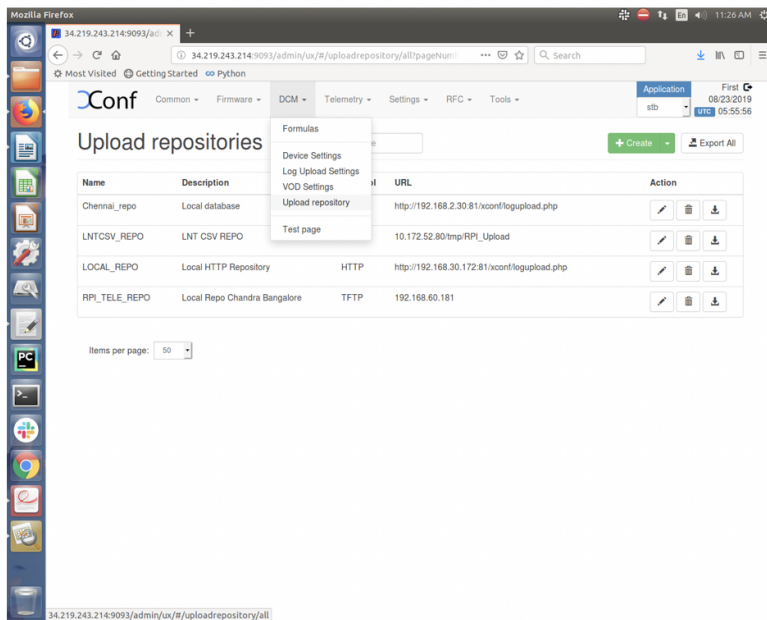 Mozilla Firefox
En
11:26 AM
34.219.243.214:9093/adm
34.219.243.214:9093/admin/ux/#/uploadrepository/all?pageNum
Search
Most Visited
Getting Started
Python
Conf
Common
Firmware
DCM
Telemetry
Settings
RFC
Tools
Application
stb
First
08/23/2019
UTC 05:55:56
Upload repositories
Create
Export All
Formulas
Device Settings
Log Upload Settings
VOD Settings
Upload repository
Test page
Name Description URL Action
Chennai_repo Local database http://192.168.2.30:81/xconf/logupload.php
LNTCSV_REPO LNT CSV REPO 10.172.52.80/tmp/RPI_Upload
LOCAL_REPO Local HTTP Repository HTTP http://192.168.30.172:81/xconf/logupload.php
RPI_TELE_REPO Local Repo Chandra Bangalore TFTP 192.168.60.181
Items per page: 50
PC
34.219.243.214:9093/admin/ux/#/uploadrepository/all